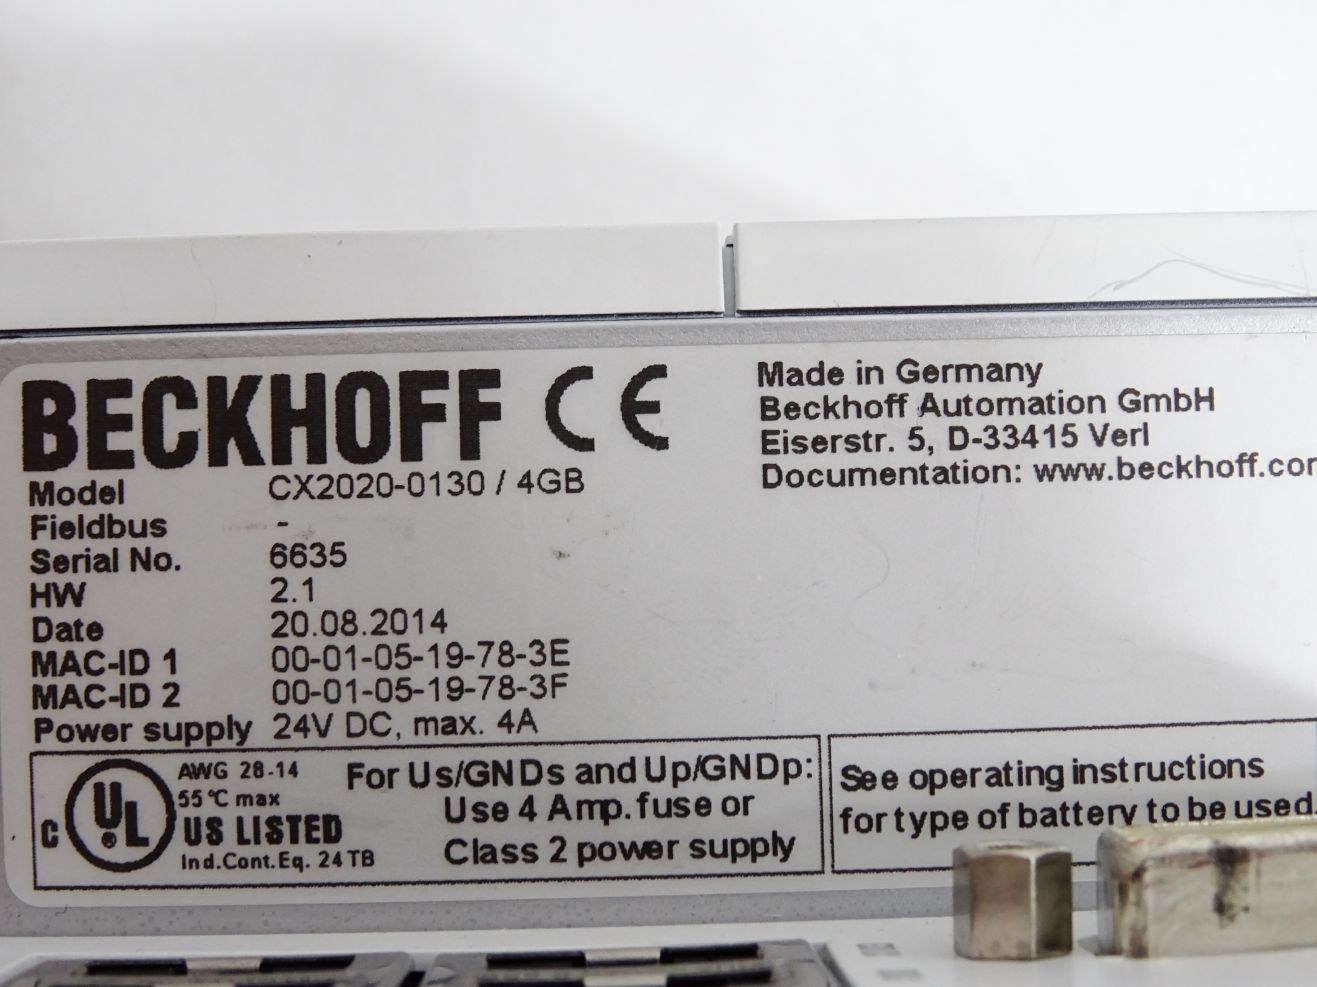 BECKHOFF CE
Made in Germany
Beckhoff Automation GmbH
Eiserstr. 5, D-33415 Verl
Documentation: www.beckhoff.com
Model CX2020-0130 / 4GB
Fieldbus -
Serial No. 6635
HW 2.1
Date 20.08.2014
MAC-ID 1 00-01-05-19-78-3E
MAC-ID 2 00-01-05-19-78-3F
Power supply 24V DC, max. 4A
C UL ®
AWG 28-14
55°C max
US LISTED
Ind.Cont.Eq. 24TB
For Us/GNDs and Up/GNDp:
Use 4 Amp. fuse or
Class 2 power supply
See operating instructions
for type of battery to be used.